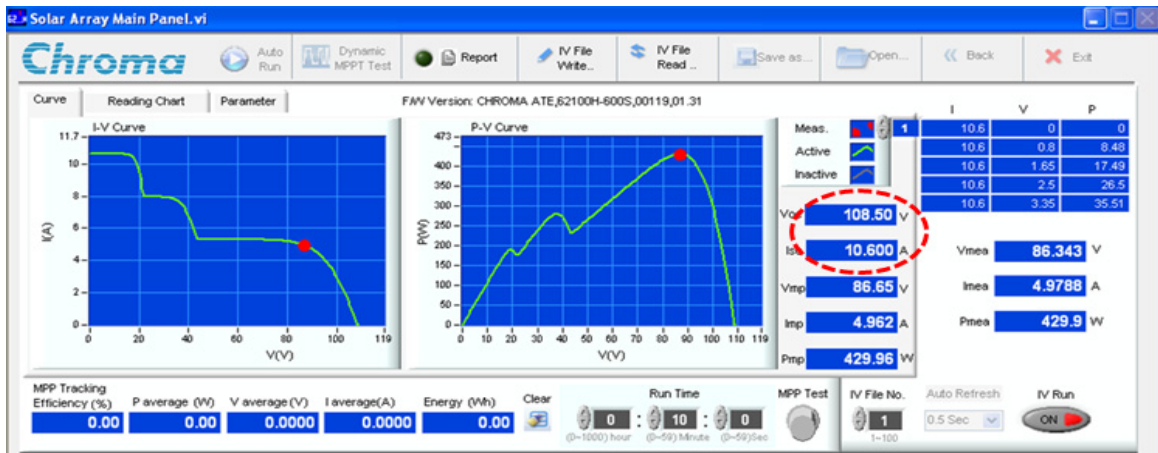 Solar Array Main Panel.vi
Chroma
Auto Run
Dynamic MPPT Test
Report
IV File Write...
IV File Read ..
Save as...
Open...
Back
Exit
Curve
Reading Chart
Parameter
F/W Version: CHROMA ATE,62100H-600S,00119,01.31
I-V Curve
11.7
10
8
6
4
2
0
I(A)
0 20 40 60 80 100 119
V(V)
P-V Curve
473
400
350
300
250
200
150
100
50
0
P(W)
0 10 20 30 40 50 60 70 80 90 100 110 119
V(V)
Meas. 1
Active
Inactive
108.50 V
10.600 A
Vmp 86.65 V
Imp 4.962 A
Pmp 429.96 W
I V P
10.6 0 0
10.6 0.8 8.48
10.6 1.65 17.49
10.6 2.5 26.5
10.6 3.35 35.51
Vmea 86.343 V
Imea 4.9788 A
Pmea 429.9 W
MPP Tracking
Efficiency (%) P average (W) V average(V) I average(A) Energy (Wh) Clear
0.00 0.00 0.0000 0.0000 0.00
Run Time
0 : 10 : 0
(0~1000) hour (0~59) Minute (0~59)Sec
MPP Test
IV File No.
1
1~100
Auto Refresh
0.5 Sec
IV Run
ON